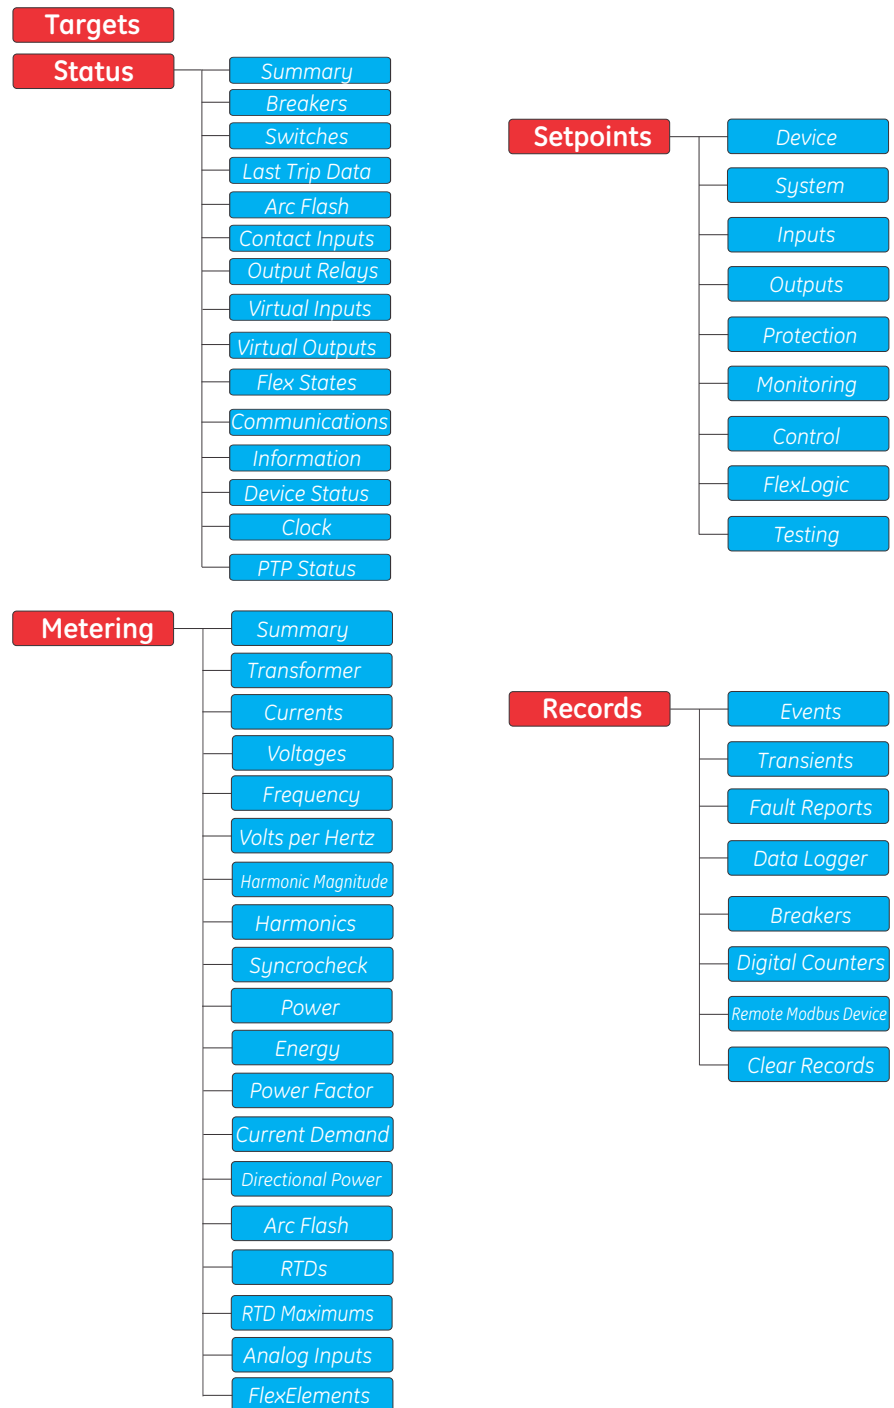 Targets
Status
Summary
Breakers
Switches
Last Trip Data
Arc Flash
Contact Inputs
Output Relays
Virtual Inputs
Virtual Outputs
Flex States
Communications
Information
Device Status
Clock
PTP Status
Setpoints
Device
System
Inputs
Outputs
Protection
Monitoring
Control
FlexLogic
Testing
Metering
Summary
Transformer
Currents
Voltages
Frequency
Volts per Hertz
Harmonic Magnitude
Harmonics
Syncrocheck
Power
Energy
Power Factor
Current Demand
Directional Power
Arc Flash
RTDs
RTD Maximums
Analog Inputs
FlexElements
Records
Events
Transients
Fault Reports
Data Logger
Breakers
Digital Counters
Remote Modbus Device
Clear Records